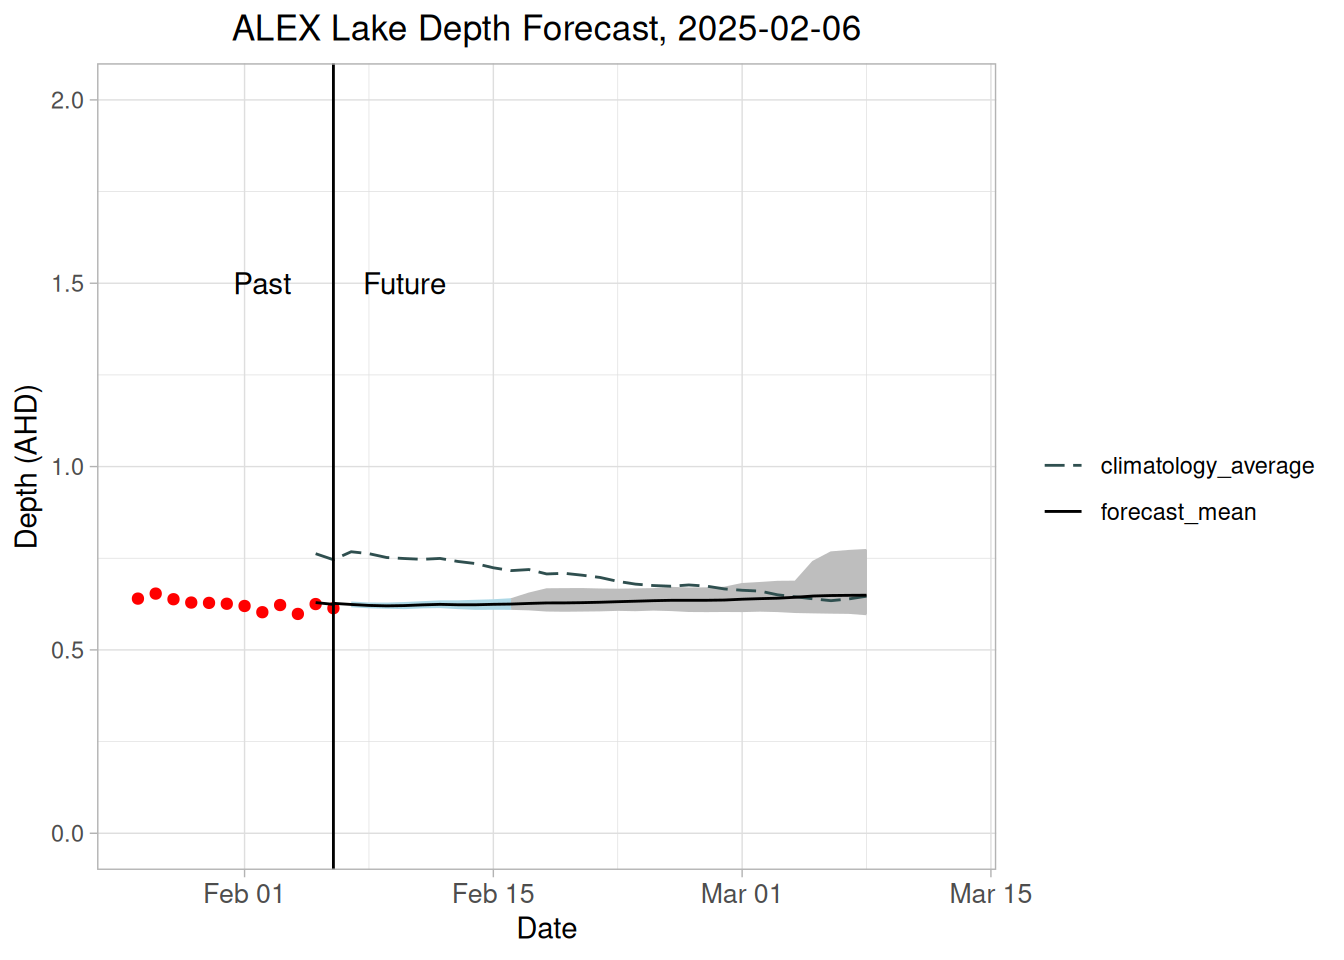 ALEX Lake Depth Forecast, 2025-02-06
2.0
1.5
1.0
0.5
0.0
Depth (AHD)
Past
Future
Feb 01
Feb 15
Mar 01
Mar 15
Date
climatology_average
forecast_mean